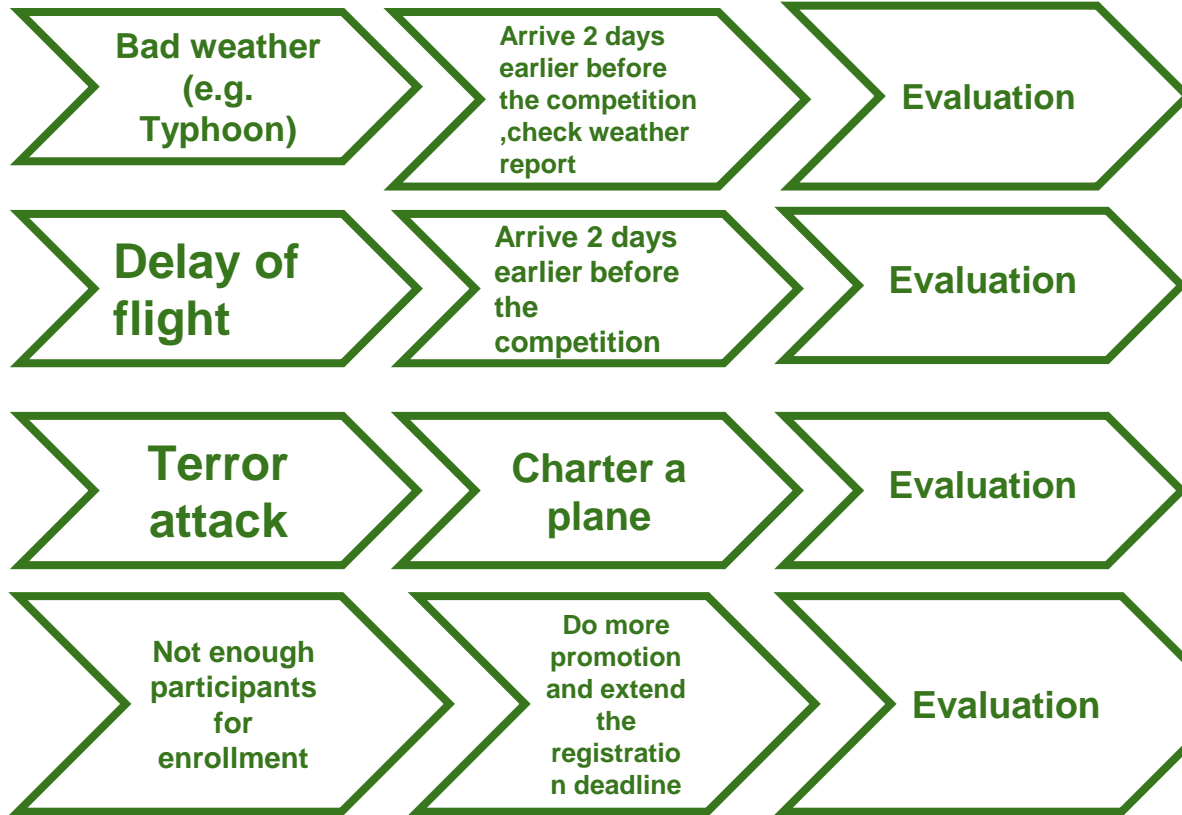 Bad weather
(e.g.
Typhoon)
Arrive 2 days
earlier before
the competition
,check weather
report
Evaluation
Delay of
flight
Arrive 2 days
earlier before
the
competition
Evaluation
Terror
attack
Charter a
plane
Evaluation
Not enough
participants
for
enrollment
Do more
promotion
and extend
the
registratio
n deadline
Evaluation